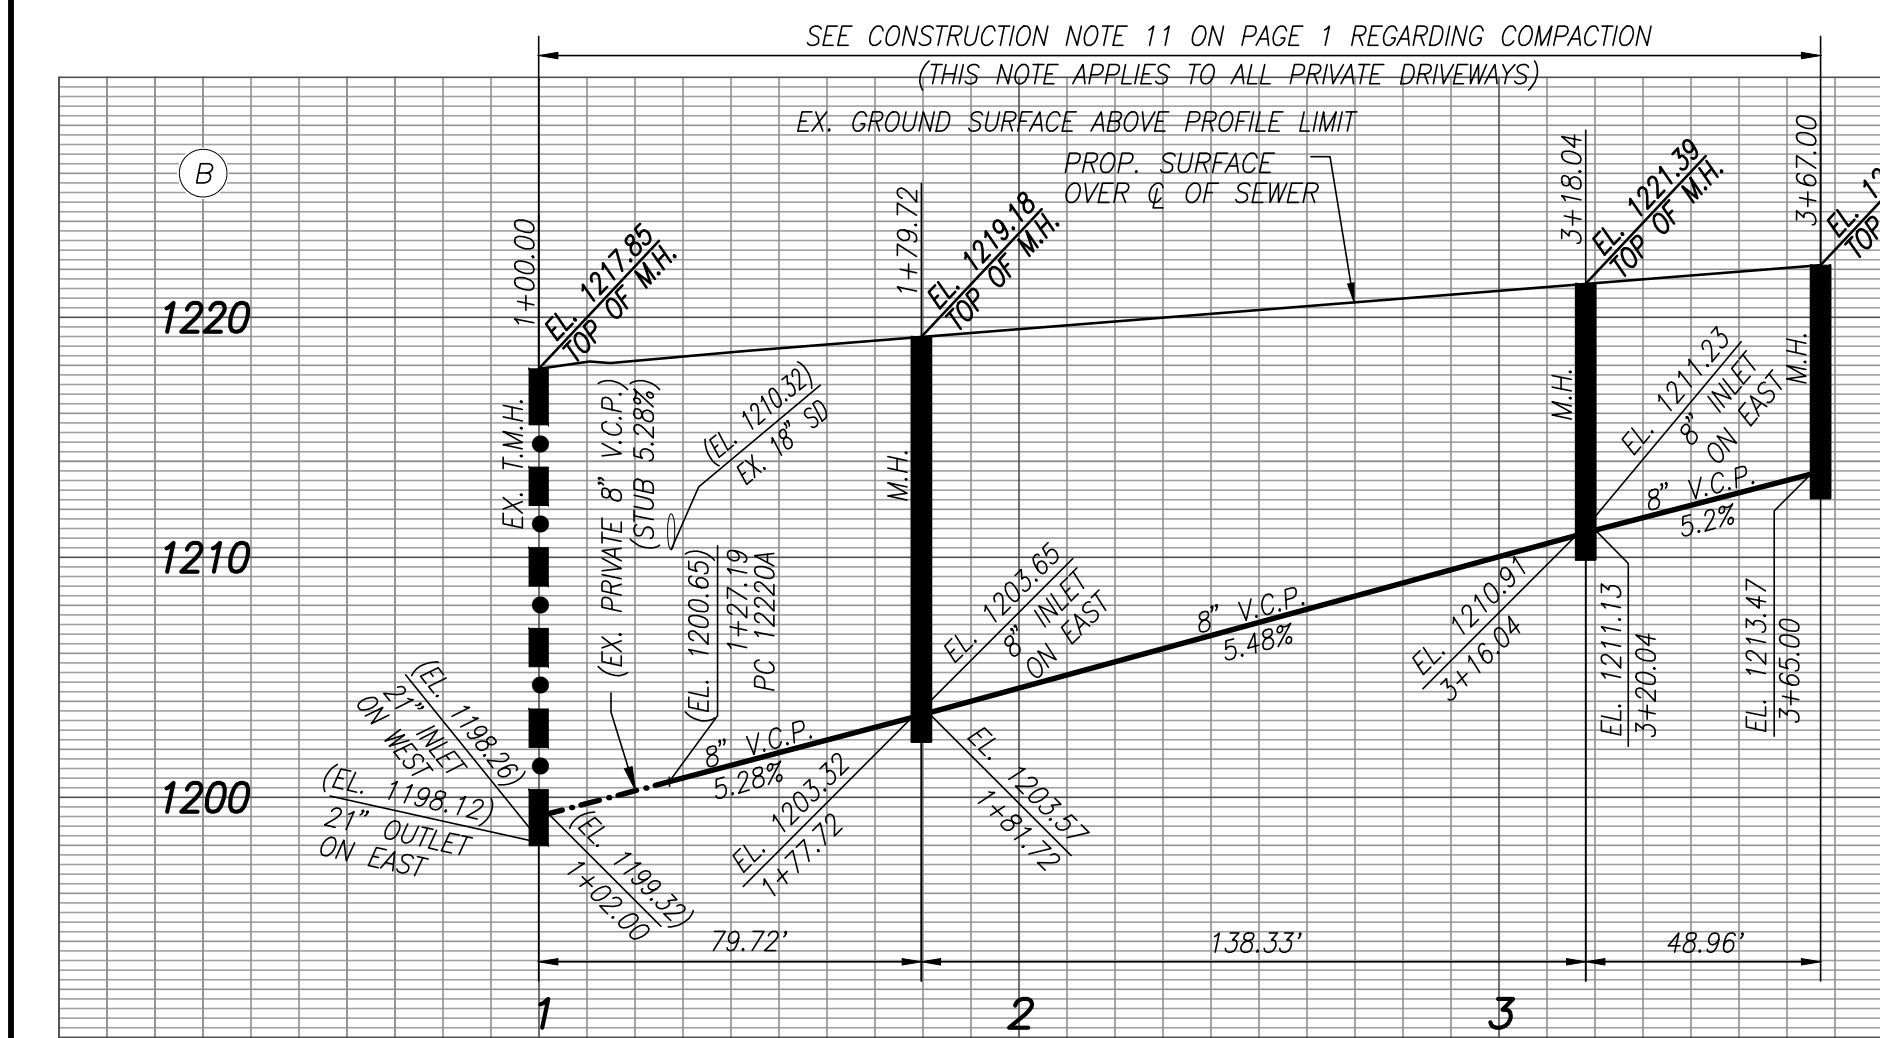 SEE CONSTRUCTION NOTE 11 ON PAGE 1 REGARDING COMPACTION
(THIS NOTE APPLIES TO ALL PRIVATE DRIVEWAYS)
EX. GROUND SURFACE ABOVE PROFILE LIMIT
PROP. SURFACE
OVER ℄ OF SEWER
B
1220
1210
1200
1+00.00
EL. 1217.85
TOP OF M.H.
1+79.72
EL. 1219.18
TOP OF M.H.
3+18.04
EL. 1221.39
TOP OF M.H.
3+67.00
EL. 12
TOP
EX. T.M.H.
(EX. PRIVATE 8" V.C.P.)
(STUB 5.28%)
(EL. 1210.32)
EX. 18" SD
M.H.
M.H.
M.H.
(EL. 1200.65)
1+27.19
PC 12220A
EL. 1203.65
8" INLET
ON EAST
8" V.C.P.
5.48%
EL. 1211.23
8" INLET
ON EAST
8" V.C.P.
5.2%
EL. 1210.91
3+16.04
EL. 1211.13
3+20.04
EL. 1213.47
3+65.00
(EL. 1198.26)
21" INLET
ON WEST
(EL. 1198.12)
21" OUTLET
ON EAST
8" V.C.P.
5.28%
(EL. 1199.32)
1+02.00
EL. 1203.32
1+77.72
EL. 1203.57
1+81.72
79.72'
138.33'
48.96'
1
2
3